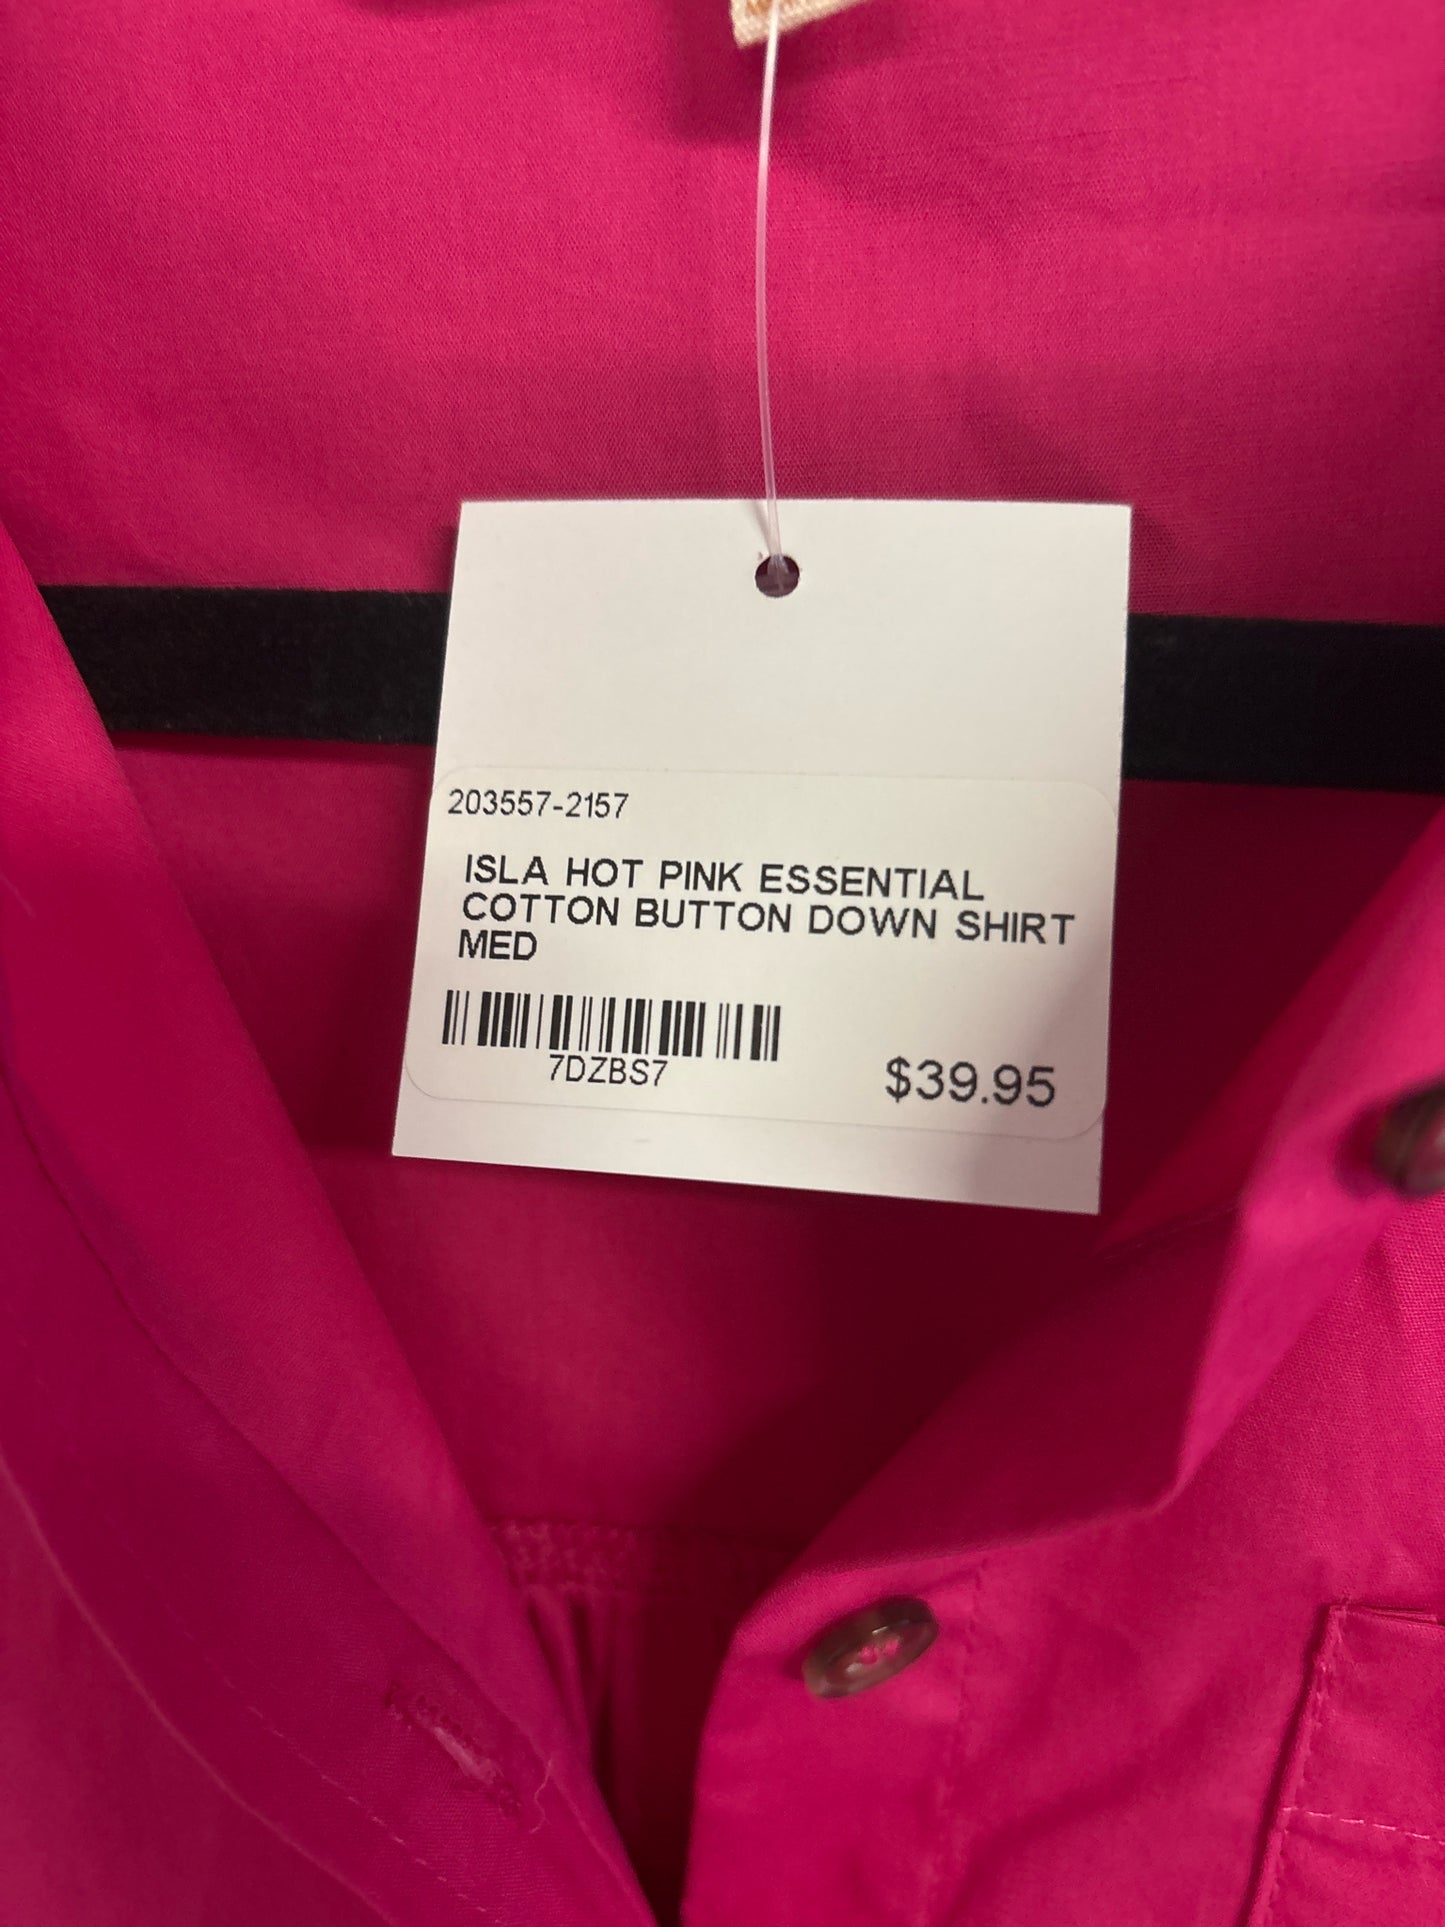 203557-2157
ISLA HOT PINK ESSENTIAL
COTTON BUTTON DOWN SHIRT
MED
7DZBS7
$39.95